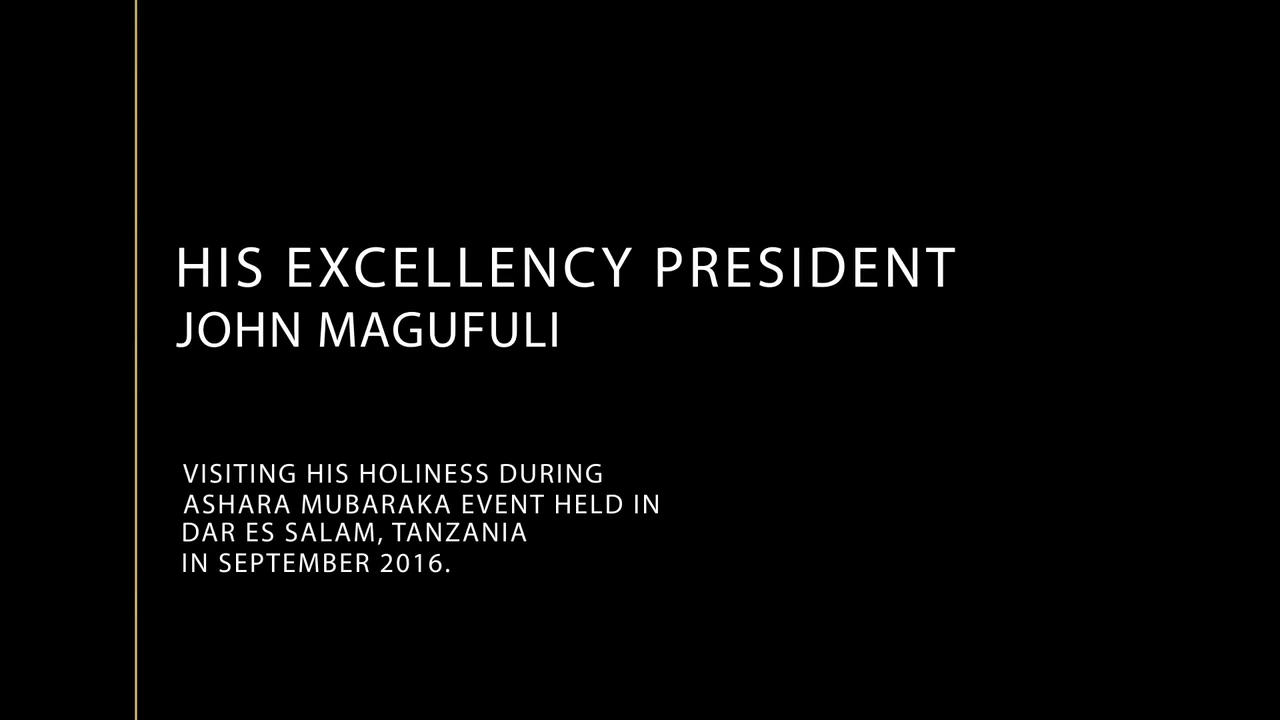 HIS EXCELLENCY PRESIDENT
JOHN MAGUFULI
VISITING HIS HOLINESS DURING
ASHARA MUBARAKA EVENT HELD IN
DAR ES SALAM, TANZANIA
IN SEPTEMBER 2016.